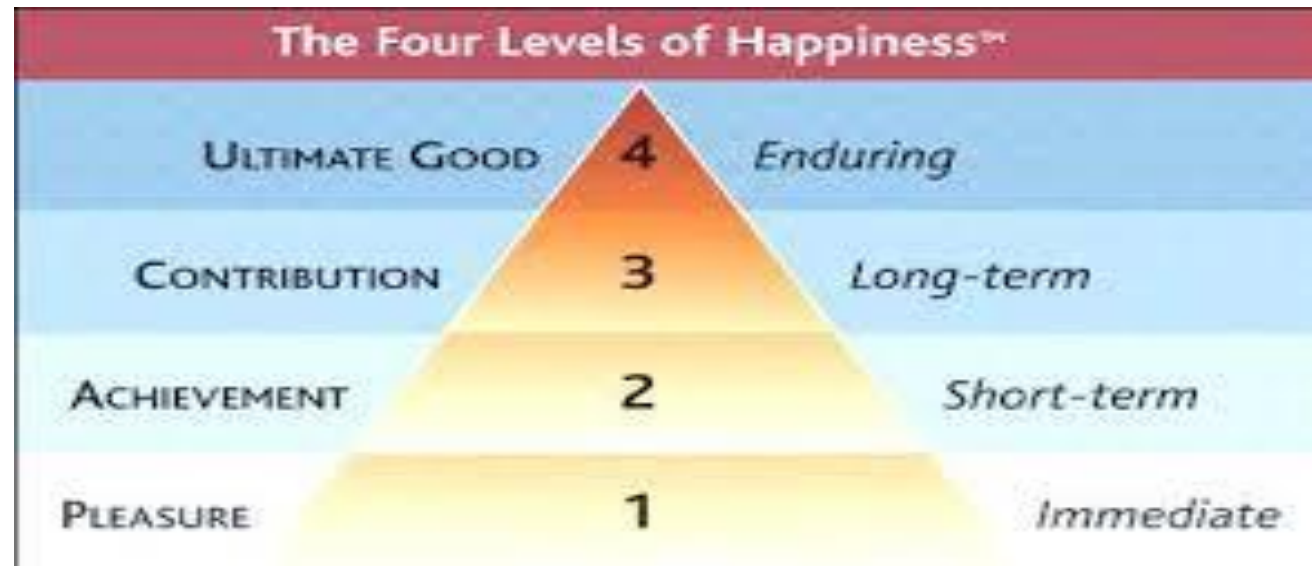 The Four Levels of Happiness℠
ULTIMATE GOOD 4 Enduring
CONTRIBUTION 3 Long-term
ACHIEVEMENT 2 Short-term
PLEASURE 1 Immediate